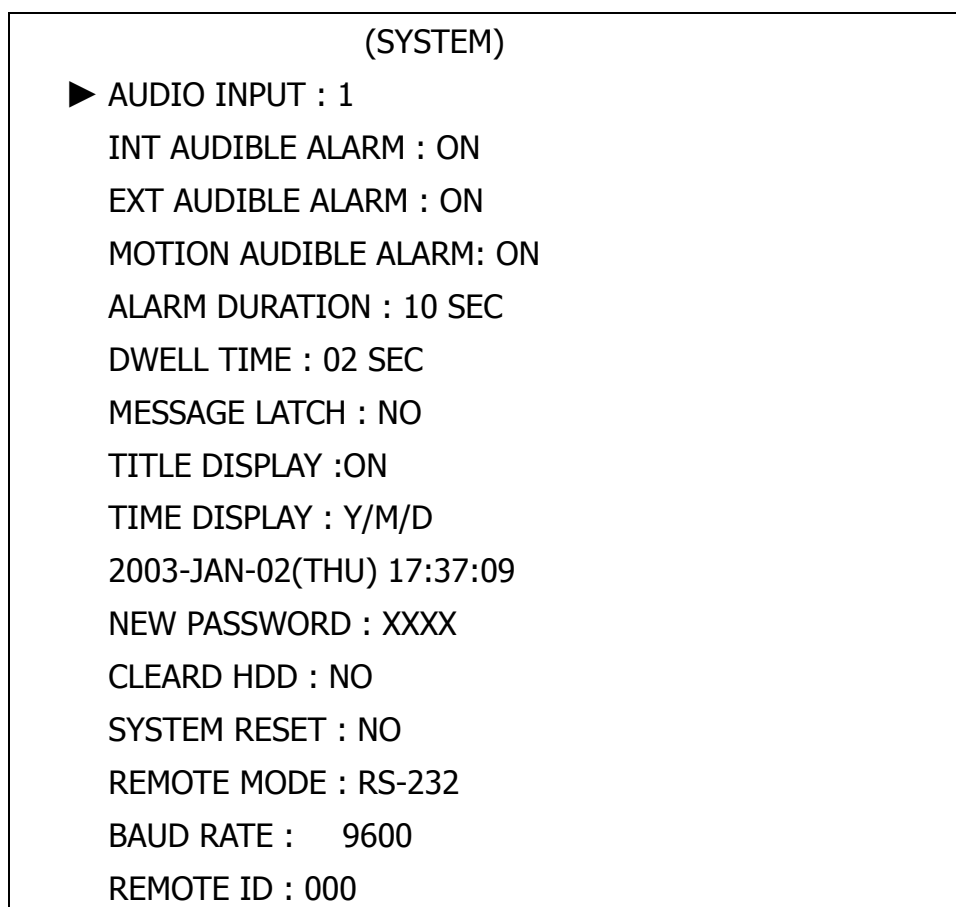 (SYSTEM)
► AUDIO INPUT : 1
INT AUDIBLE ALARM : ON
EXT AUDIBLE ALARM : ON
MOTION AUDIBLE ALARM: ON
ALARM DURATION : 10 SEC
DWELL TIME : 02 SEC
MESSAGE LATCH : NO
TITLE DISPLAY :ON
TIME DISPLAY : Y/M/D
2003-JAN-02(THU) 17:37:09
NEW PASSWORD : XXXX
CLEARD HDD : NO
SYSTEM RESET : NO
REMOTE MODE : RS-232
BAUD RATE : 9600
REMOTE ID : 000